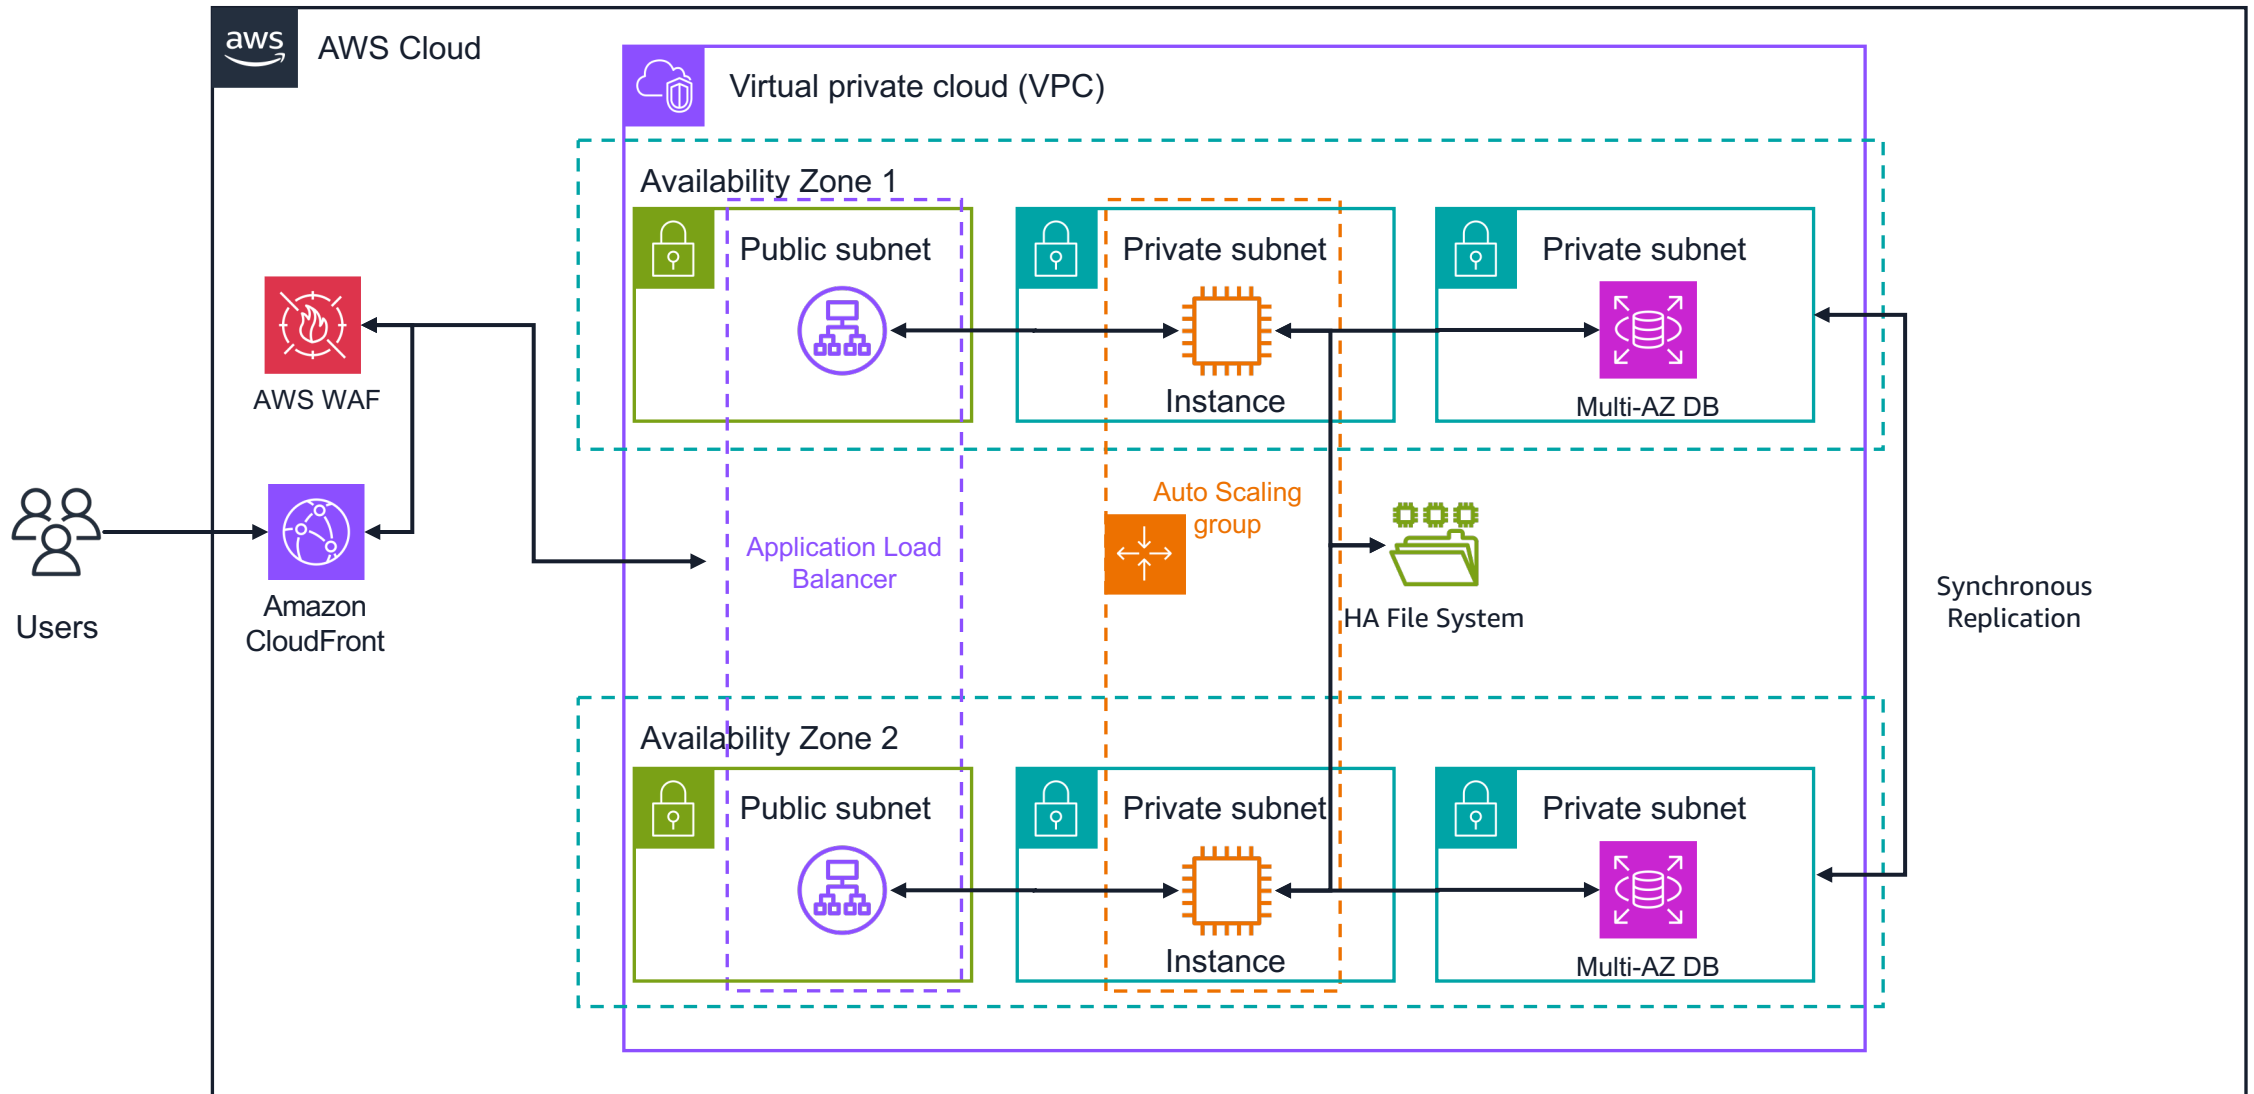 aws
AWS Cloud
Virtual private cloud (VPC)
Availability Zone 1
Public subnet
Private subnet
Private subnet
AWS WAF
Instance
Multi-AZ DB
Users
Amazon
CloudFront
Application Load
Balancer
Auto Scaling
group
HA File System
Synchronous
Replication
Availability Zone 2
Public subnet
Private subnet
Private subnet
Instance
Multi-AZ DB